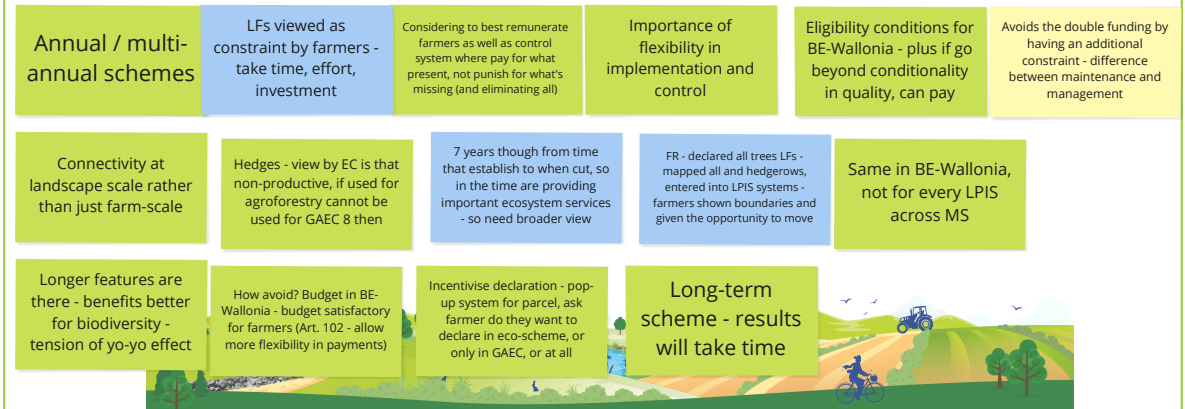 Annual / multi-
annual schemes
LFs viewed as
constraint by farmers -
take time, effort,
investment
Considering to best remunerate
farmers as well as control
system where pay for what
present, not punish for what's
missing (and eliminating all)
Importance of
flexibility in
implementation and
control
Eligibility conditions for
BE-Wallonia - plus if go
beyond conditionality
in quality, can pay
Avoids the double funding by
having an additional
constraint - difference
between maintenance and
management
Connectivity at
landscape scale rather
than just farm-scale
Hedges - view by EC is that
non-productive, if used for
agroforestry cannot be
used for GAEC 8 then
7 years though from time
that establish to when cut, so
in the time are providing
important ecosystem services
- so need broader view
FR - declared all trees LFs -
mapped all and hedgerows,
entered into LPIS systems -
farmers shown boundaries and
given the opportunity to move
Same in BE-Wallonia,
not for every LPIS
across MS
Longer features are
there - benefits better
for biodiversity -
tension of yo-yo effect
How avoid? Budget in BE-
Wallonia - budget satisfactory
for farmers (Art. 102 - allow
more flexibility in payments)
Incentivise declaration - pop-
up system for parcel, ask
farmer do they want to
declare in eco-scheme, or
only in GAEC, or at all
Long-term
scheme - results
will take time